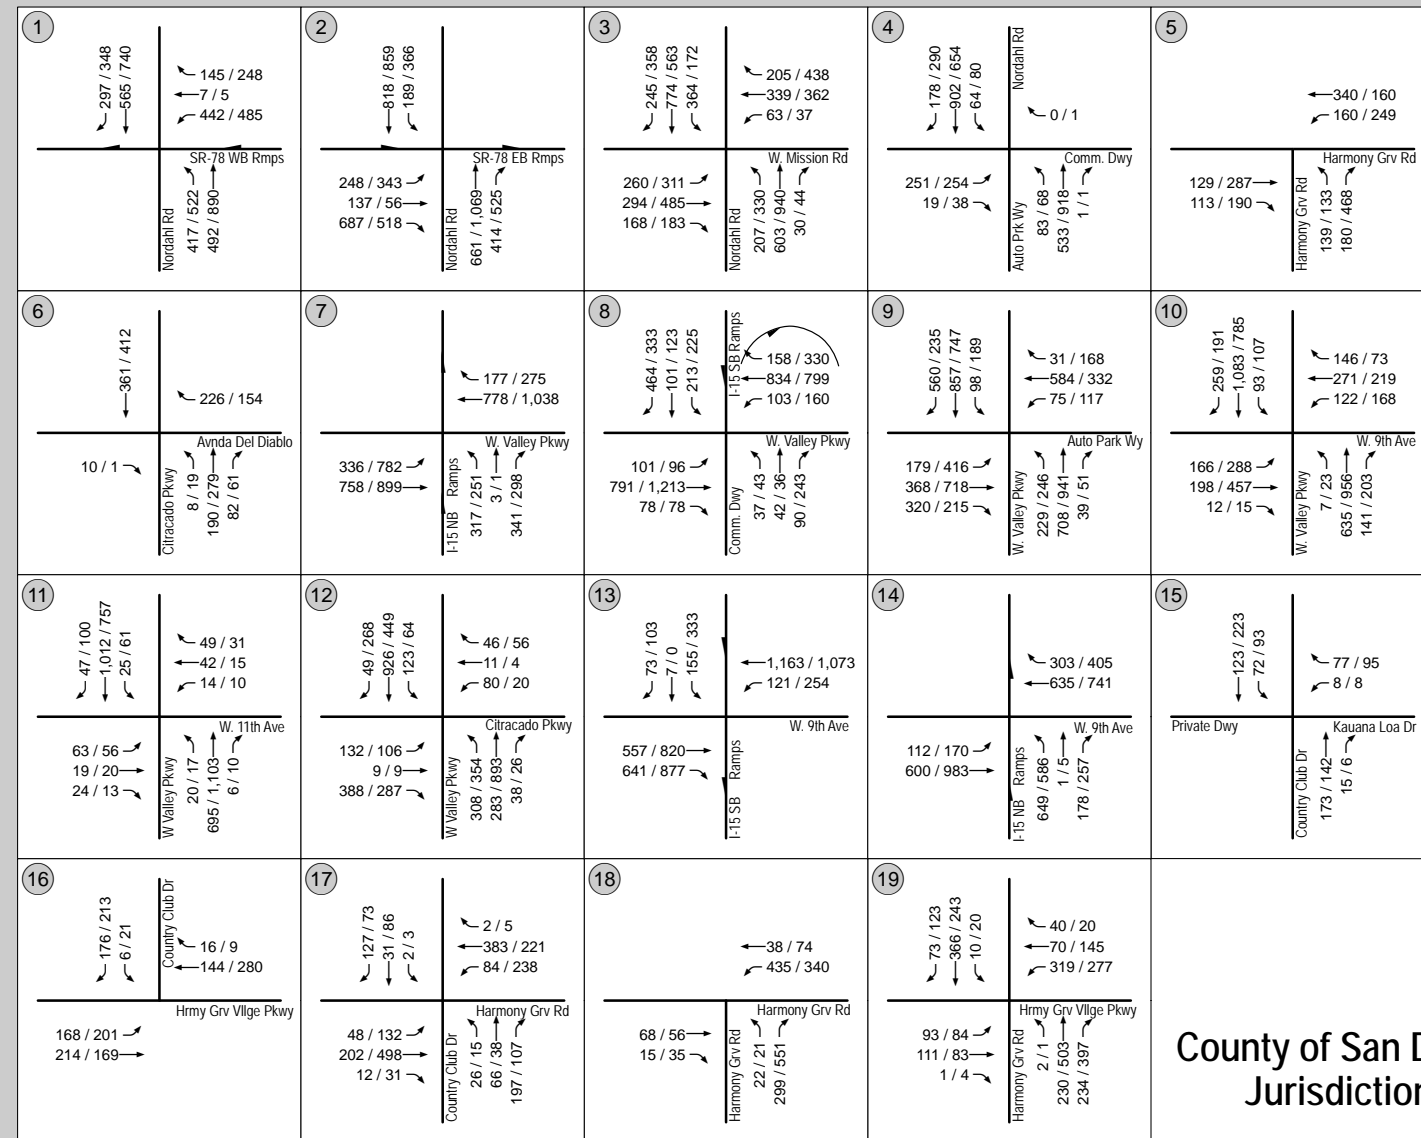 1
297 / 348
565 / 740
145 / 248
7 / 5
442 / 485
SR-78 WB Rmps
Nordahl Rd
417 / 522
492 / 890
2
818 / 859
189 / 366
SR-78 EB Rmps
248 / 343
137 / 56
687 / 518
Nordahl Rd
661 / 1,069
414 / 525
3
245 / 358
774 / 563
364 / 172
205 / 438
339 / 362
63 / 37
W. Mission Rd
260 / 311
294 / 485
168 / 183
Nordahl Rd
207 / 330
603 / 940
30 / 44
4
178 / 290
902 / 654
64 / 80
Nordahl Rd
0 / 1
Comm. Dwy
251 / 254
19 / 38
Auto Prk Wy
83 / 68
533 / 918
1 / 1
5
340 / 160
160 / 249
Harmony Grv Rd
129 / 287
113 / 190
Harmony Grv Rd
139 / 133
180 / 468
6
361 / 412
226 / 154
Avnda Del Diablo
10 / 1
Citracado Pkwy
8 / 19
190 / 279
82 / 61
7
177 / 275
778 / 1,038
W. Valley Pkwy
336 / 782
758 / 899
I-15 NB Ramps
317 / 251
3 / 1
341 / 298
8
464 / 333
101 / 123
213 / 225
I-15 SB Ramps
158 / 330
834 / 799
103 / 160
W. Valley Pkwy
101 / 96
791 / 1,213
78 / 78
Comm. Dwy
37 / 43
42 / 36
90 / 243
9
560 / 235
857 / 747
98 / 189
31 / 168
584 / 332
75 / 117
Auto Park Wy
179 / 416
368 / 718
320 / 215
W. Valley Pkwy
229 / 246
708 / 941
39 / 51
10
259 / 191
1,083 / 785
93 / 107
146 / 73
271 / 219
122 / 168
W. 9th Ave
166 / 288
198 / 457
12 / 15
W. Valley Pkwy
7 / 23
635 / 956
141 / 203
11
47 / 100
1,012 / 757
25 / 61
49 / 31
42 / 15
14 / 10
W. 11th Ave
63 / 56
19 / 20
24 / 13
W Valley Pkwy
20 / 17
695 / 1,103
6 / 10
12
49 / 268
926 / 449
123 / 64
46 / 56
11 / 4
80 / 20
Citracado Pkwy
132 / 106
9 / 9
388 / 287
W Valley Pkwy
308 / 354
283 / 893
38 / 26
13
73 / 103
7 / 0
155 / 333
1,163 / 1,073
121 / 254
W. 9th Ave
557 / 820
641 / 877
I-15 SB Ramps
14
303 / 405
635 / 741
W. 9th Ave
112 / 170
600 / 983
I-15 NB Ramps
649 / 586
1 / 5
178 / 257
15
123 / 223
72 / 93
77 / 95
8 / 8
Private Dwy
Kauana Loa Dr
Country Club Dr
173 / 142
15 / 6
16
176 / 213
6 / 21
Country Club Dr
16 / 9
144 / 280
Hrmy Grv Vllge Pkwy
168 / 201
214 / 169
17
127 / 73
31 / 86
2 / 3
2 / 5
383 / 221
84 / 238
Harmony Grv Rd
48 / 132
202 / 498
12 / 31
Country Club Dr
26 / 15
66 / 38
197 / 107
18
38 / 74
435 / 340
Harmony Grv Rd
68 / 56
15 / 35
Harmony Grv Rd
22 / 21
299 / 551
19
73 / 123
366 / 243
10 / 20
40 / 20
70 / 145
319 / 277
Hrmy Grv Vllge Pkwy
93 / 84
111 / 83
1 / 4
Harmony Grv Rd
2 / 1
230 / 503
234 / 397
County of San D
Jurisdiction